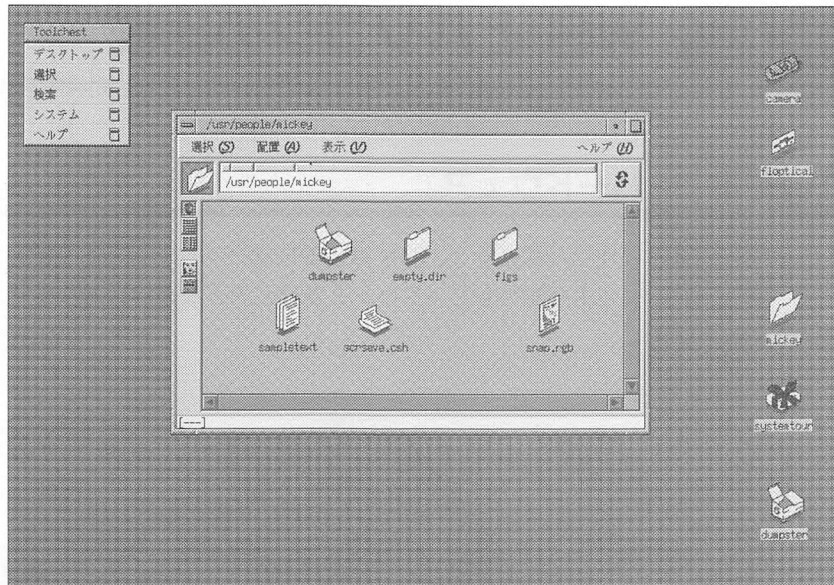 Toolchest
デスクトップ
選択
検索
システム
ヘルプ
camera
floptical
/usr/people/mickey
選択 (S) 配置 (A) 表示 (V) ヘルプ (H)
/usr/people/mickey
dumpster empty.dir figs
sampletext scrsave.csh snap.rgb
[---]
mickey
systemtour
dumpster